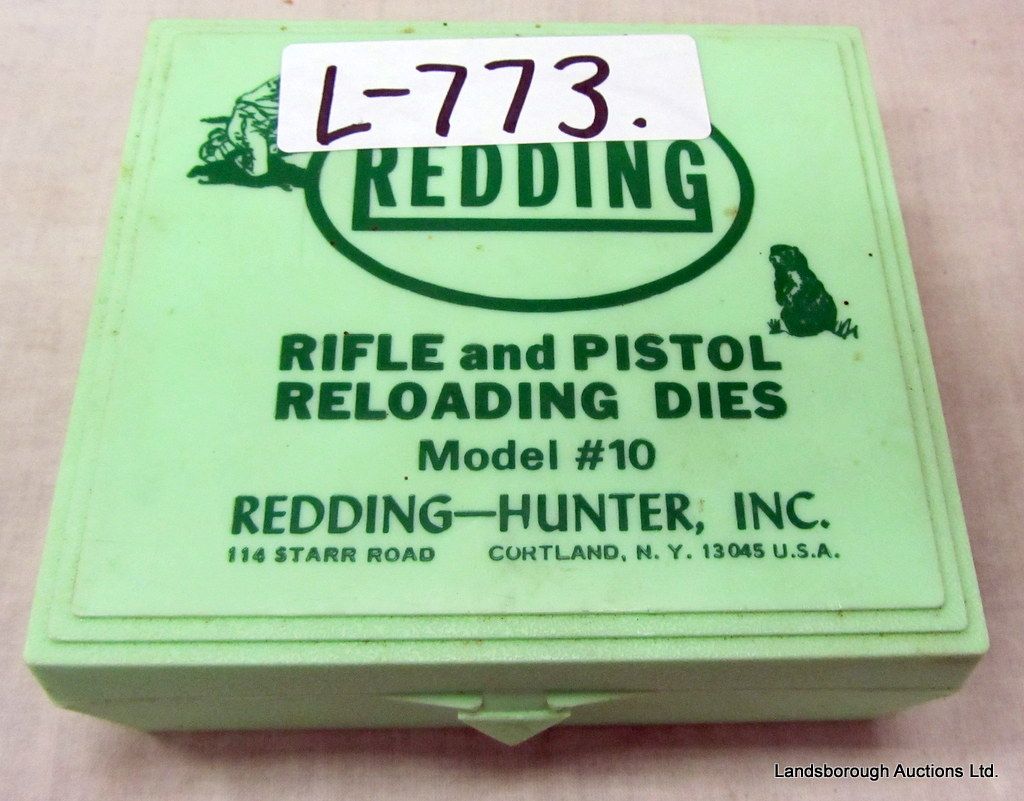 L-773.
REDDING
RIFLE and PISTOL
RELOADING DIES
Model #10
REDDING—HUNTER, INC.
114 STARR ROAD CORTLAND, N. Y. 13045 U.S.A.
Landsborough Auctions Ltd.